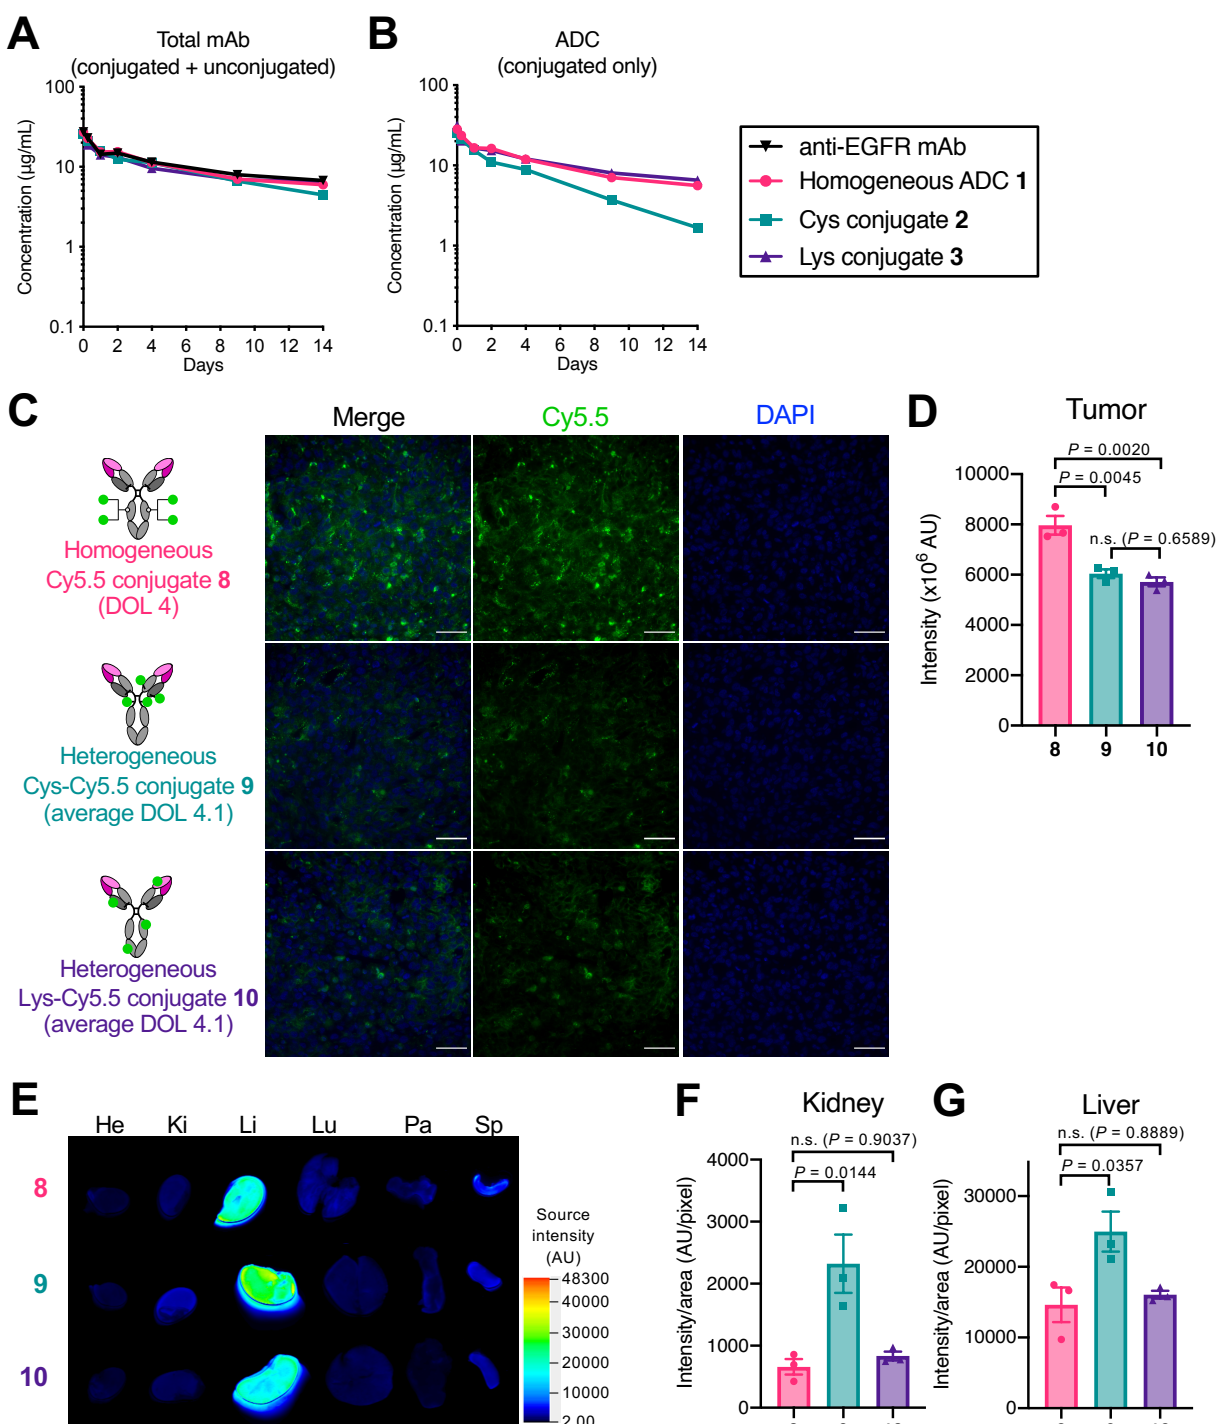 A
Total mAb
(conjugated + unconjugated)
Concentration (µg/mL)
100
10
1
0.1
0 2 4 6 8 10 12 14
Days
B
ADC
(conjugated only)
Concentration (µg/mL)
100
10
1
0.1
0 2 4 6 8 10 12 14
Days
anti-EGFR mAb
Homogeneous ADC 1
Cys conjugate 2
Lys conjugate 3
C
Merge Cy5.5 DAPI
Homogeneous
Cy5.5 conjugate 8
(DOL 4)
Heterogeneous
Cys-Cy5.5 conjugate 9
(average DOL 4.1)
Heterogeneous
Lys-Cy5.5 conjugate 10
(average DOL 4.1)
D
Tumor
P = 0.0020
P = 0.0045
n.s. (P = 0.6589)
Intensity (x10⁶ AU)
10000
8000
6000
4000
2000
0
8 9 10
E
He Ki Li Lu Pa Sp
8
9
10
Source
intensity
(AU)
48300
40000
30000
20000
10000
2.00
F
Kidney
n.s. (P = 0.9037)
P = 0.0144
Intensity/area (AU/pixel)
4000
3000
2000
1000
0
G
Liver
n.s. (P = 0.8889)
P = 0.0357
Intensity/area (AU/pixel)
30000
20000
10000
0